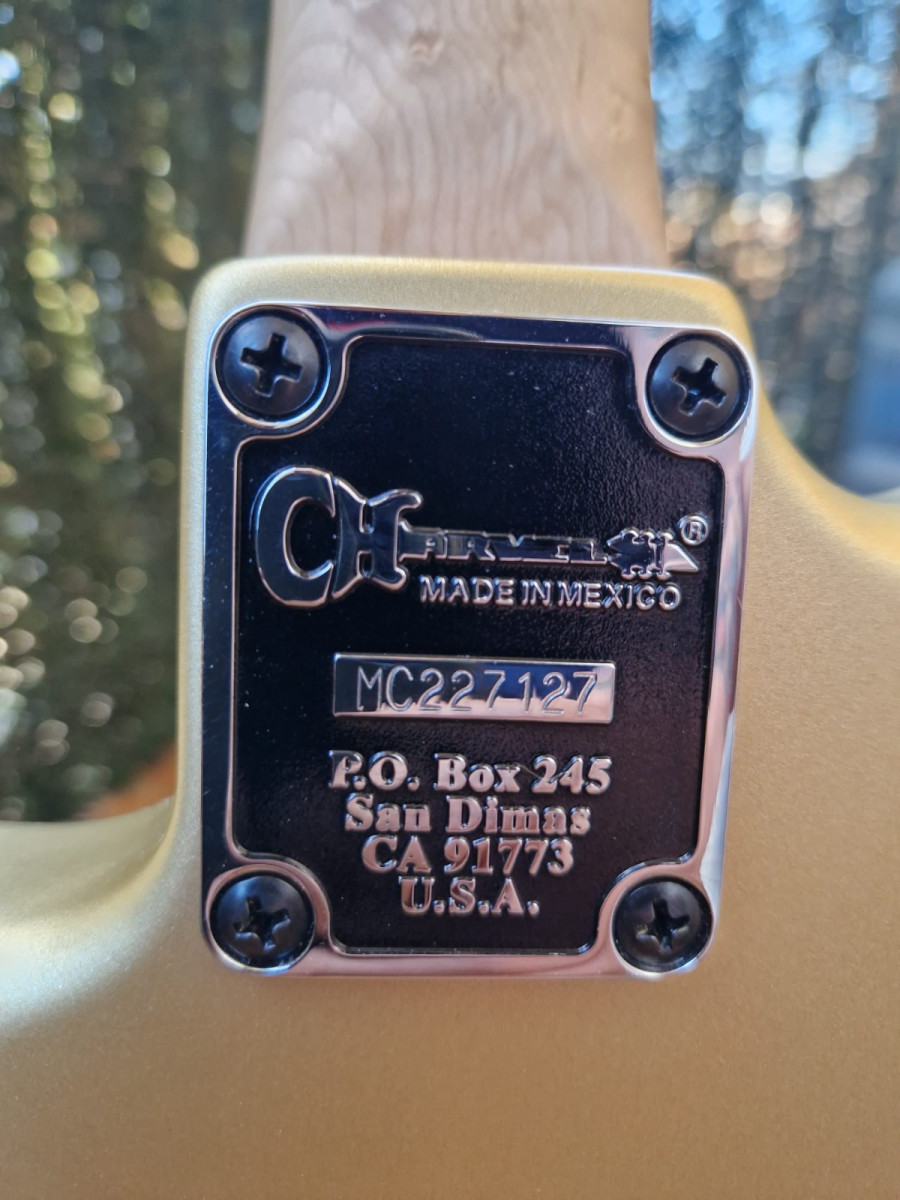 CHARVEL®
MADE IN MEXICO
MC227127
P.O. Box 245
San Dimas
CA 91773
U.S.A.